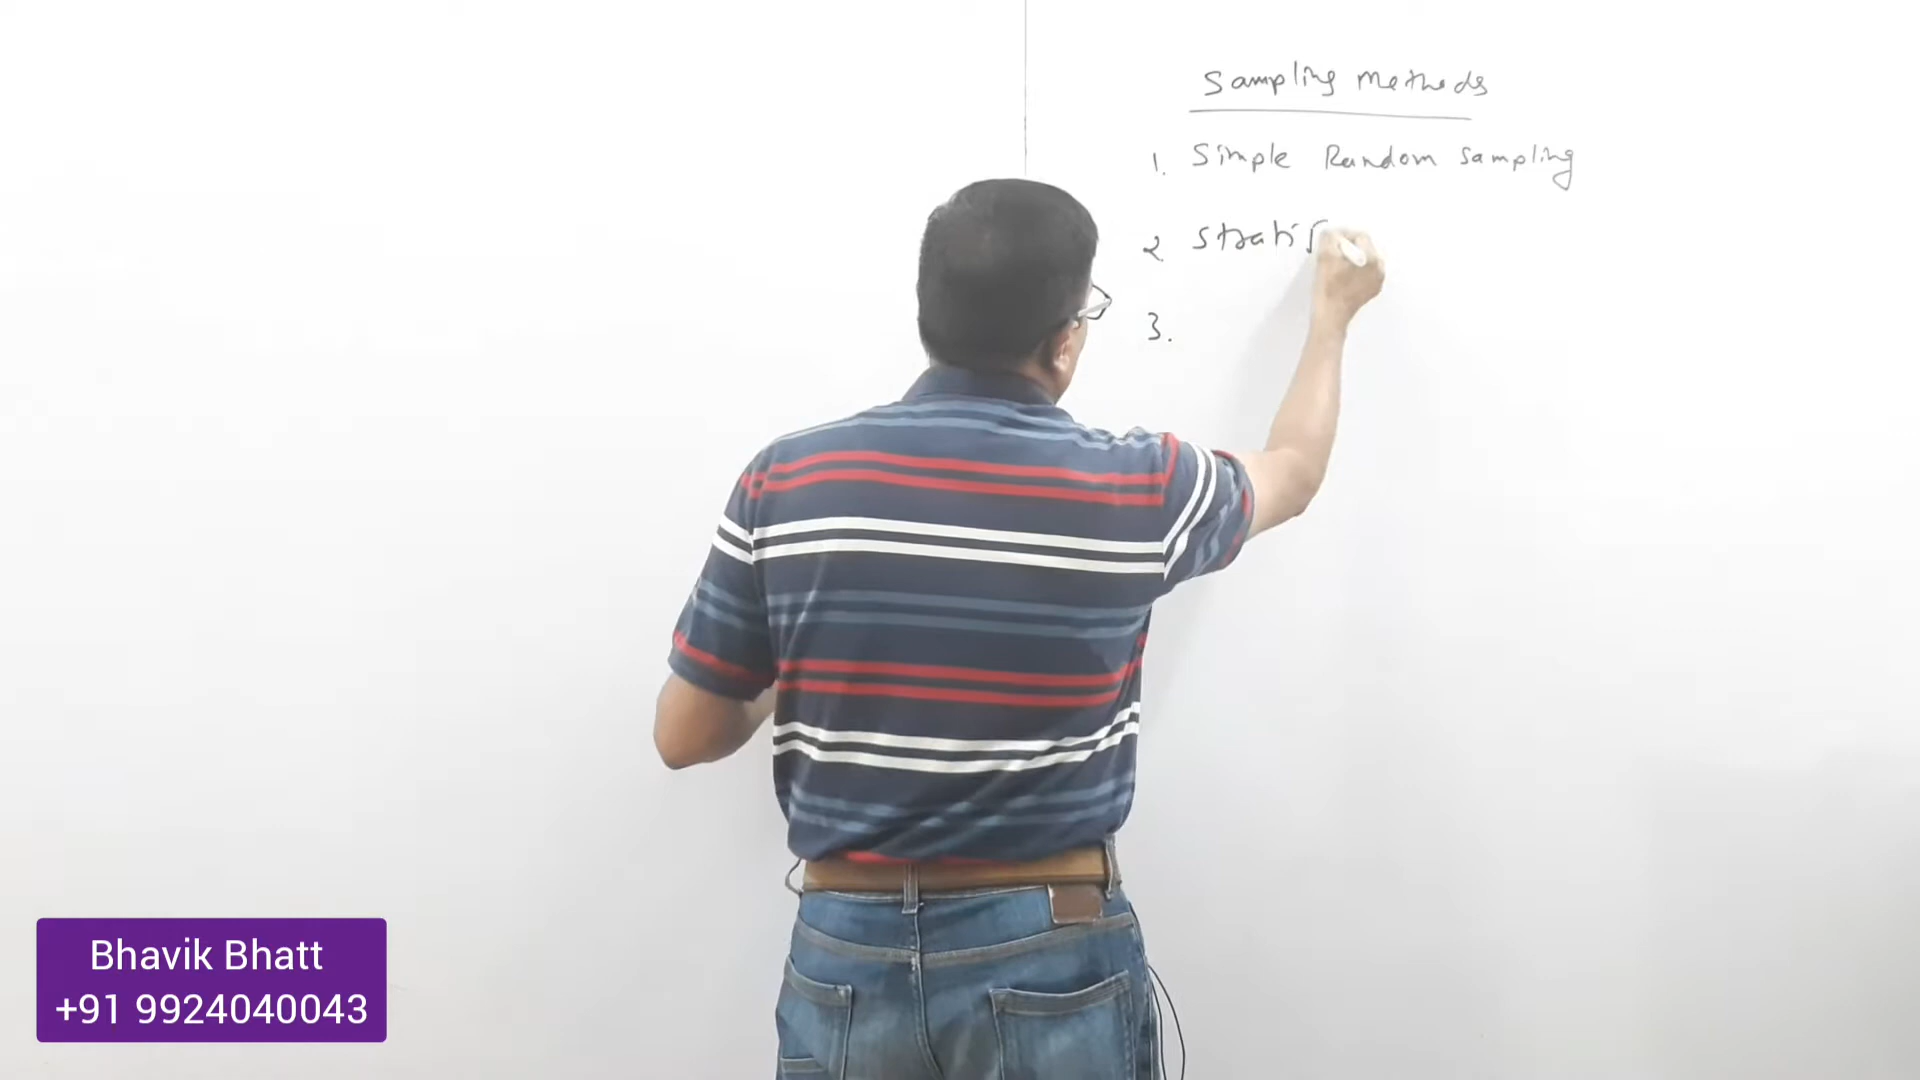 Sampling Methods
1. Simple Random Sampling
2. Stratif
3.
Bhavik Bhatt
+91 9924040043